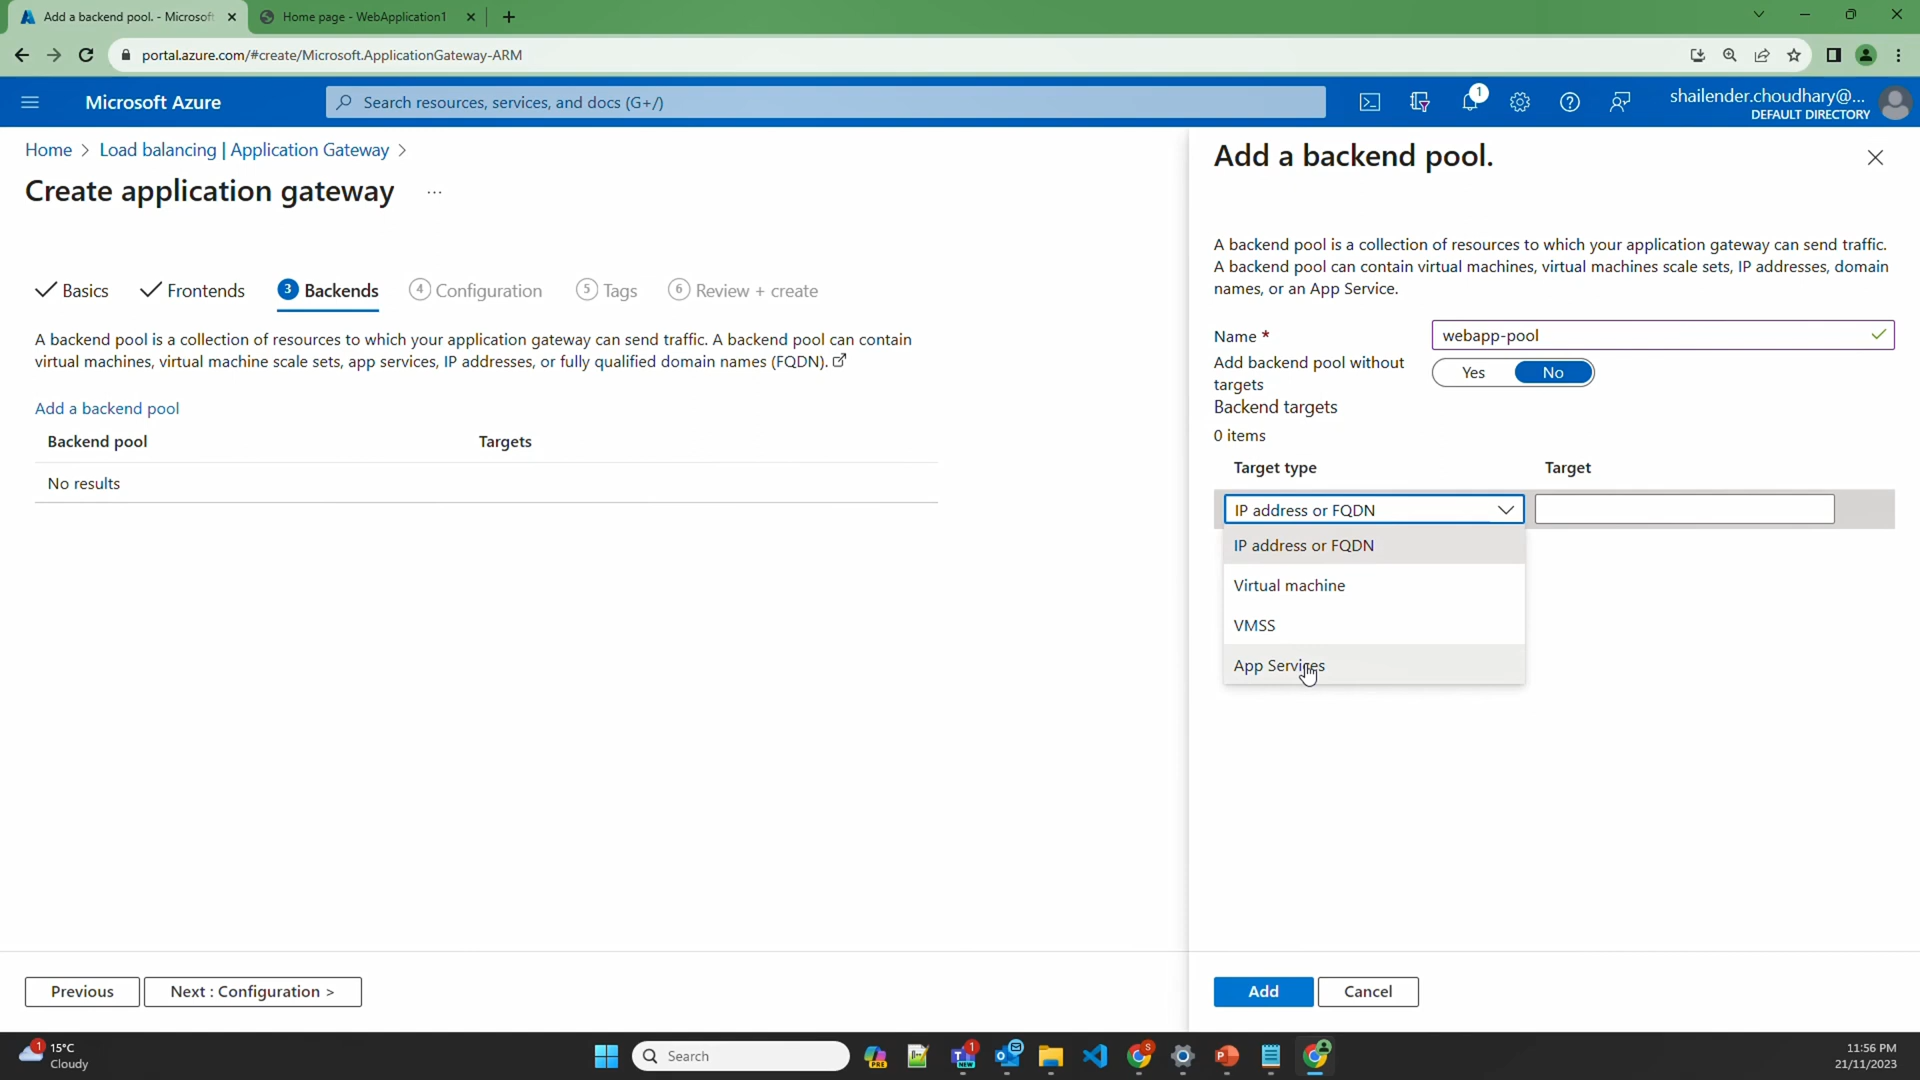 Add a backend pool. - Microsoft
Home page - WebApplication1
portal.azure.com/#create/Microsoft.ApplicationGateway-ARM
Microsoft Azure
Search resources, services, and docs (G+/)
1
shailender.choudhary@...
DEFAULT DIRECTORY
Home > Load balancing | Application Gateway >
Create application gateway ...
Basics
Frontends
3 Backends
4 Configuration
5 Tags
6 Review + create
A backend pool is a collection of resources to which your application gateway can send traffic. A backend pool can contain
virtual machines, virtual machine scale sets, app services, IP addresses, or fully qualified domain names (FQDN).
Add a backend pool
Backend pool Targets
No results
Previous
Next : Configuration >
Add a backend pool.
A backend pool is a collection of resources to which your application gateway can send traffic.
A backend pool can contain virtual machines, virtual machines scale sets, IP addresses, domain
names, or an App Service.
Name * webapp-pool
Add backend pool without
targets
Yes No
Backend targets
0 items
Target type Target
IP address or FQDN
IP address or FQDN
Virtual machine
VMSS
App Services
Add
Cancel
1
15°C
Cloudy
Search
PRE
1
NEW
S
11:56 PM
21/11/2023